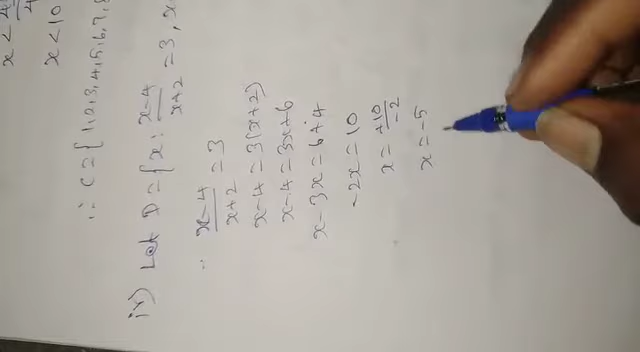 x <
x < 10
∴ C = {1,2,3,4,5,6,7,8
iv) Let D = {x : x-4/x+2 = 3, x
∴ x-4/x+2 = 3
x-4 = 3(x+2)
x-4 = 3x+6
x-3x = 6+4
-2x = 10
x = +10/-2
x = -5